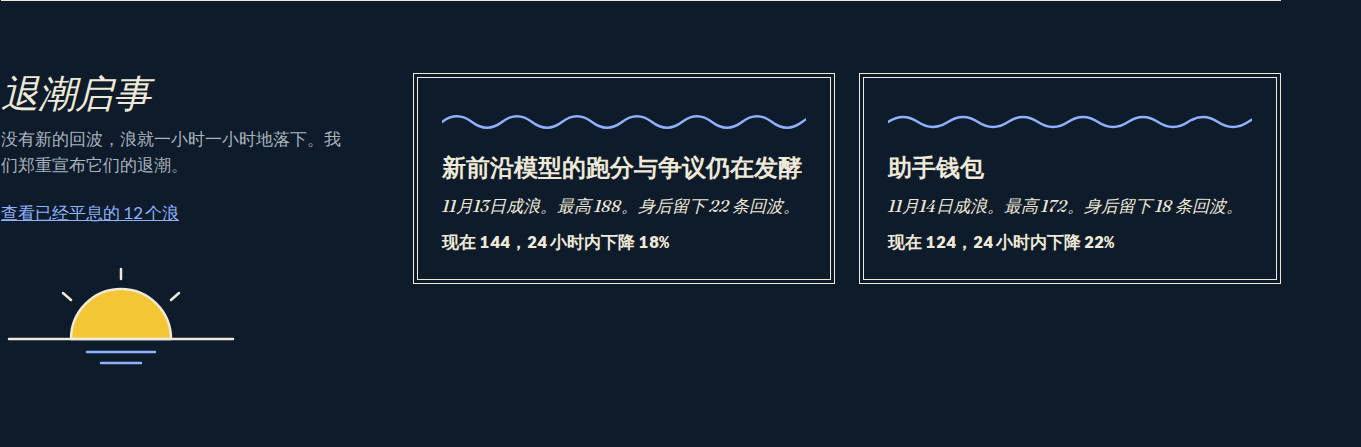 退潮启事
没有新的回波，浪就一小时一小时地落下。我
们郑重宣布它们的退潮。
查看已经平息的 12 个浪
新前沿模型的跑分与争议仍在发酵
11月13日成浪。最高 188。身后留下 22 条回波。
现在 144，24 小时内下降 18%
助手钱包
11月14日成浪。最高 172。身后留下 18 条回波。
现在 124，24 小时内下降 22%